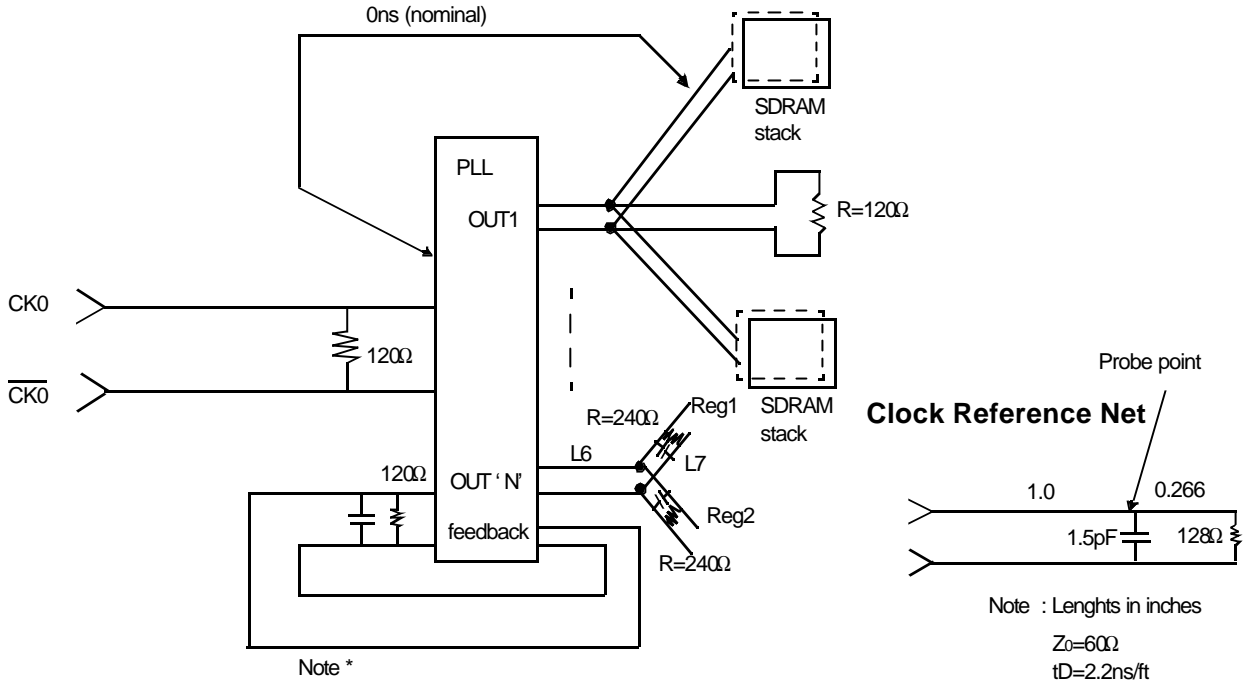 0ns (nominal)
SDRAM
stack
PLL
OUT1
R=120Ω
CK0
120Ω
CK0
SDRAM
stack
Probe point
Clock Reference Net
Reg1
R=240Ω
L6
L7
120Ω
OUT ‘ N’
Reg2
feedback
R=240Ω
1.0
0.266
1.5pF
128Ω
Note : Lenghts in inches
Z0=60Ω
tD=2.2ns/ft
Note *